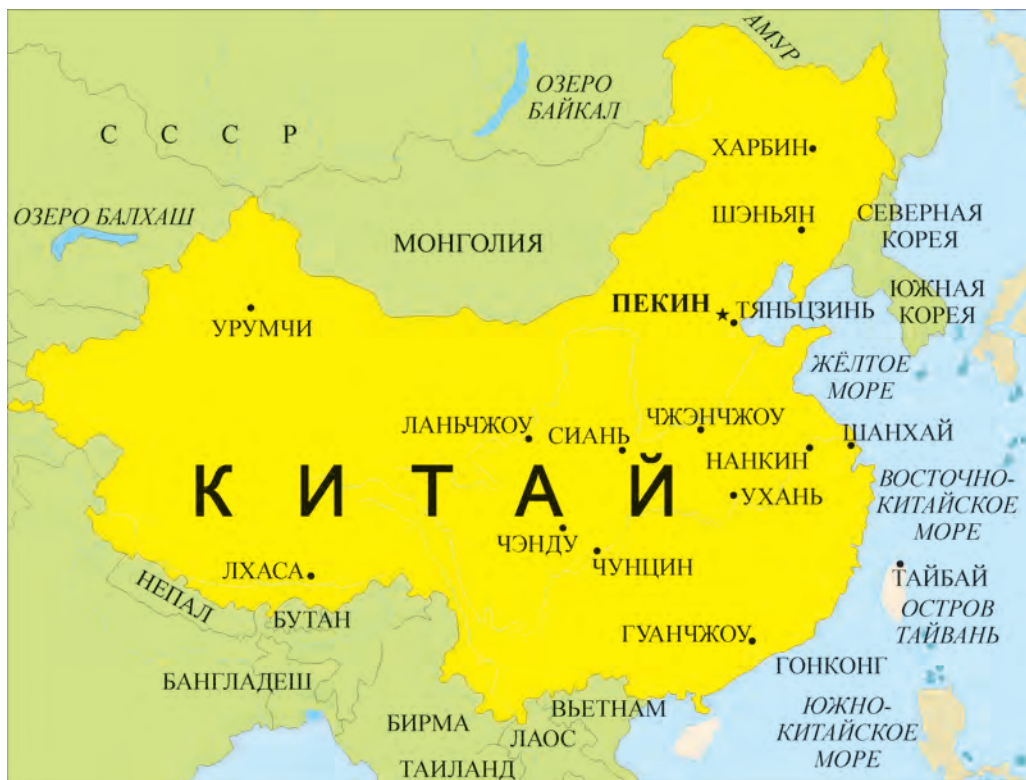 АМУР
ОЗЕРО
БАЙКАЛ
СССР
ХАРБИН
ОЗЕРО БАЛХАШ
ШЭНЬЯН
СЕВЕРНАЯ
КОРЕЯ
МОНГОЛИЯ
ЮЖНАЯ
КОРЕЯ
ПЕКИН
ТЯНЬЦЗИНЬ
УРУМЧИ
ЖЁЛТОЕ
МОРЕ
ЛАНЬЧЖОУ
СИАНЬ
ЧЖЭНЧЖОУ
ШАНХАЙ
НАНКИН
КИТАЙ
УХАНЬ
ВОСТОЧНО-
КИТАЙСКОЕ
МОРЕ
ЧЭНДУ
ЧУНЦИН
ЛХАСА
ТАЙБАЙ
НЕПАЛ
БУТАН
ОСТРОВ
ТАЙВАНЬ
ГУАНЧЖОУ
ГОНКОНГ
БАНГЛАДЕШ
БИРМА
ВЬЕТНАМ
ЮЖНО-
КИТАЙСКОЕ
МОРЕ
ЛАОС
ТАИЛАНД